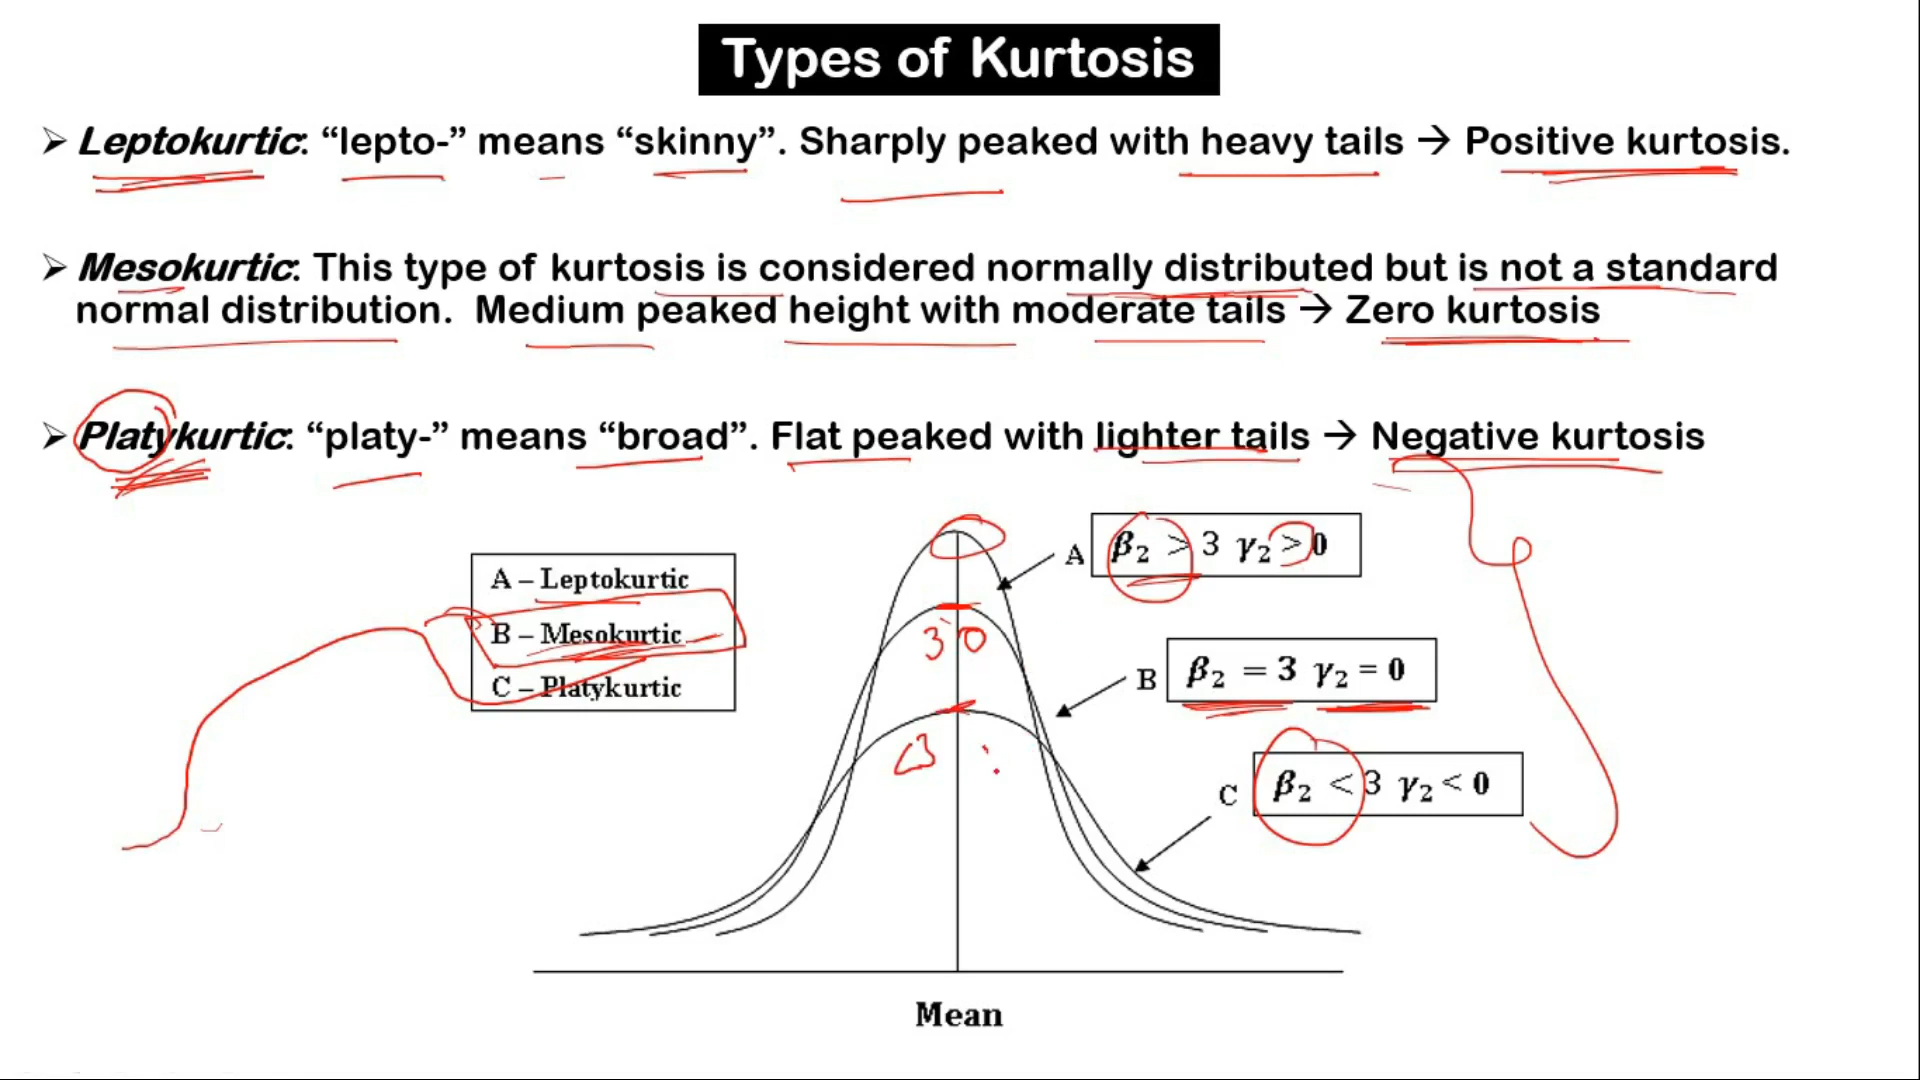 Types of Kurtosis
➢ Leptokurtic: “lepto-” means “skinny”. Sharply peaked with heavy tails → Positive kurtosis.
➢ Mesokurtic: This type of kurtosis is considered normally distributed but is not a standard
normal distribution. Medium peaked height with moderate tails → Zero kurtosis
➢ Platykurtic: “platy-” means “broad”. Flat peaked with lighter tails → Negative kurtosis
A – Leptokurtic
B – Mesokurtic
C – Platykurtic
A β₂ > 3 γ₂ > 0
3 0
B β₂ = 3 γ₂ = 0
<3
C β₂ < 3 γ₂ < 0
Mean